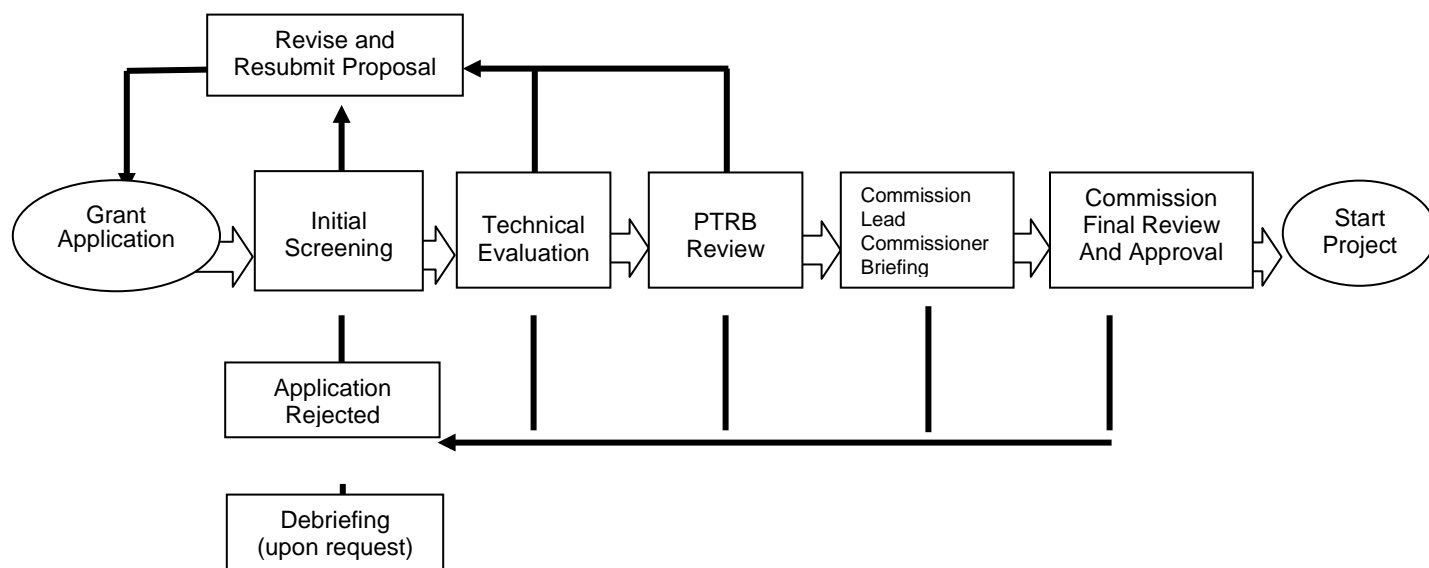 Revise and
Resubmit Proposal
Grant
Application
Initial
Screening
Technical
Evaluation
PTRB
Review
Commission
Lead
Commissioner
Briefing
Commission
Final Review
And Approval
Start
Project
Application
Rejected
Debriefing
(upon request)